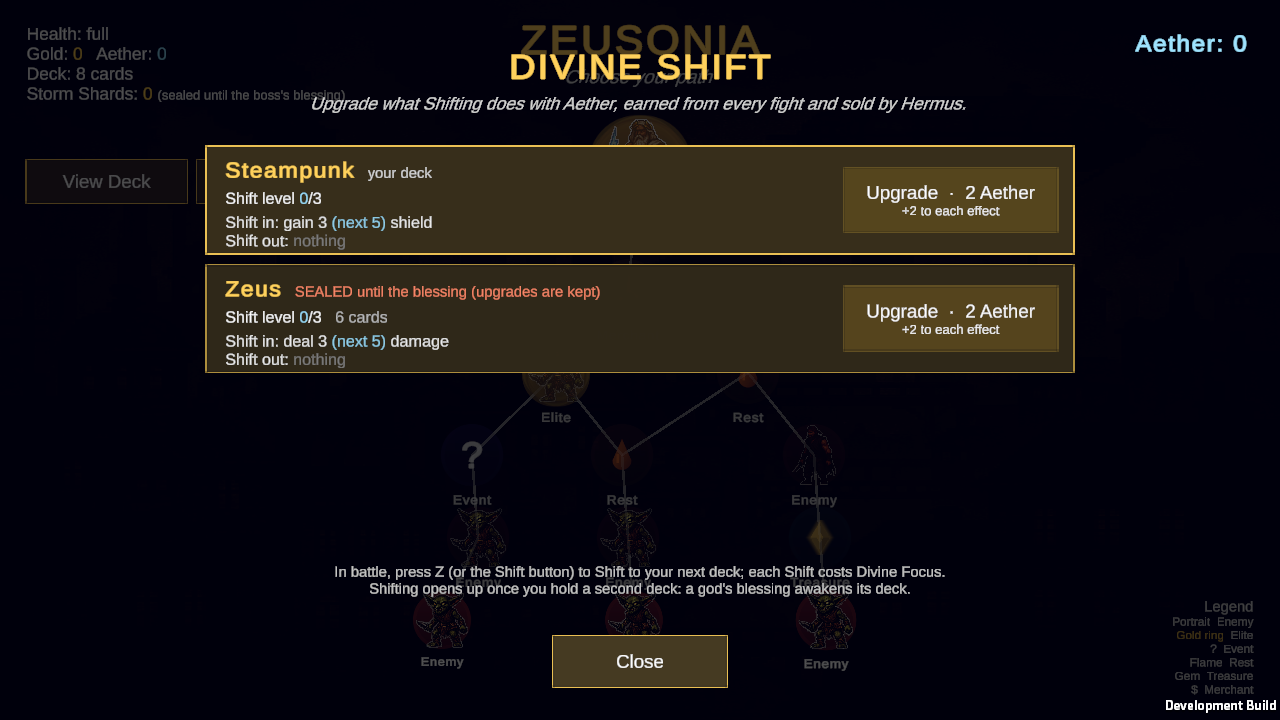 Health: full
Gold: 0 Aether: 0
Deck: 8 cards
Storm Shards: 0 (sealed until the boss's blessing)
ZEUSONIA
DIVINE SHIFT
Choose your path
Aether: 0
Upgrade what Shifting does with Aether, earned from every fight and sold by Hermus.
View Deck
Steampunk your deck
Shift level 0/3
Shift in: gain 3 (next 5) shield
Shift out: nothing
Upgrade · 2 Aether
+2 to each effect
Zeus SEALED until the blessing (upgrades are kept)
Shift level 0/3 6 cards
Shift in: deal 3 (next 5) damage
Shift out: nothing
Upgrade · 2 Aether
+2 to each effect
Elite
Rest
?
Event
Rest
Enemy
In battle, press Z (or the Shift button) to Shift to your next deck; each Shift costs Divine Focus.
Enemy
Enemy
Treasure
Shifting opens up once you hold a second deck: a god's blessing awakens its deck.
Enemy
Enemy
Close
Legend
Portrait Enemy
Gold ring Elite
? Event
Flame Rest
Gem Treasure
$ Merchant
Development Build